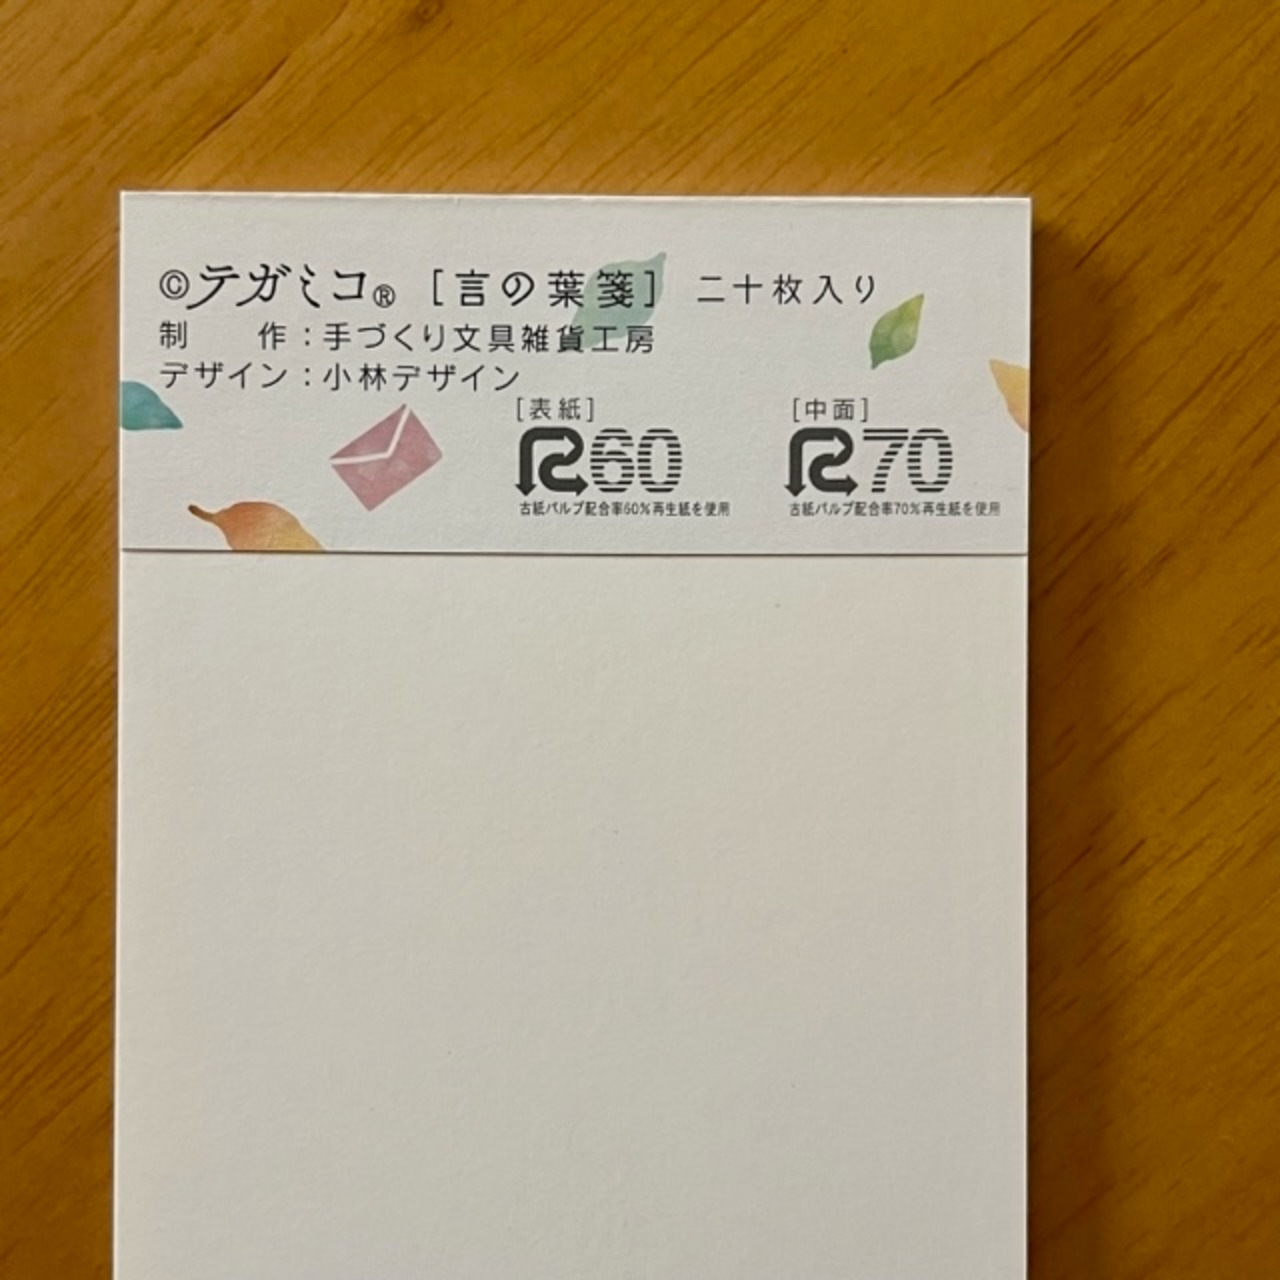 ©テガミコ® [言の葉箋] 二十枚入り
制　　作：手づくり文具雑貨工房
デザイン：小林デザイン
[表紙]
R60
古紙パルプ配合率60%再生紙を使用
[中面]
R70
古紙パルプ配合率70%再生紙を使用